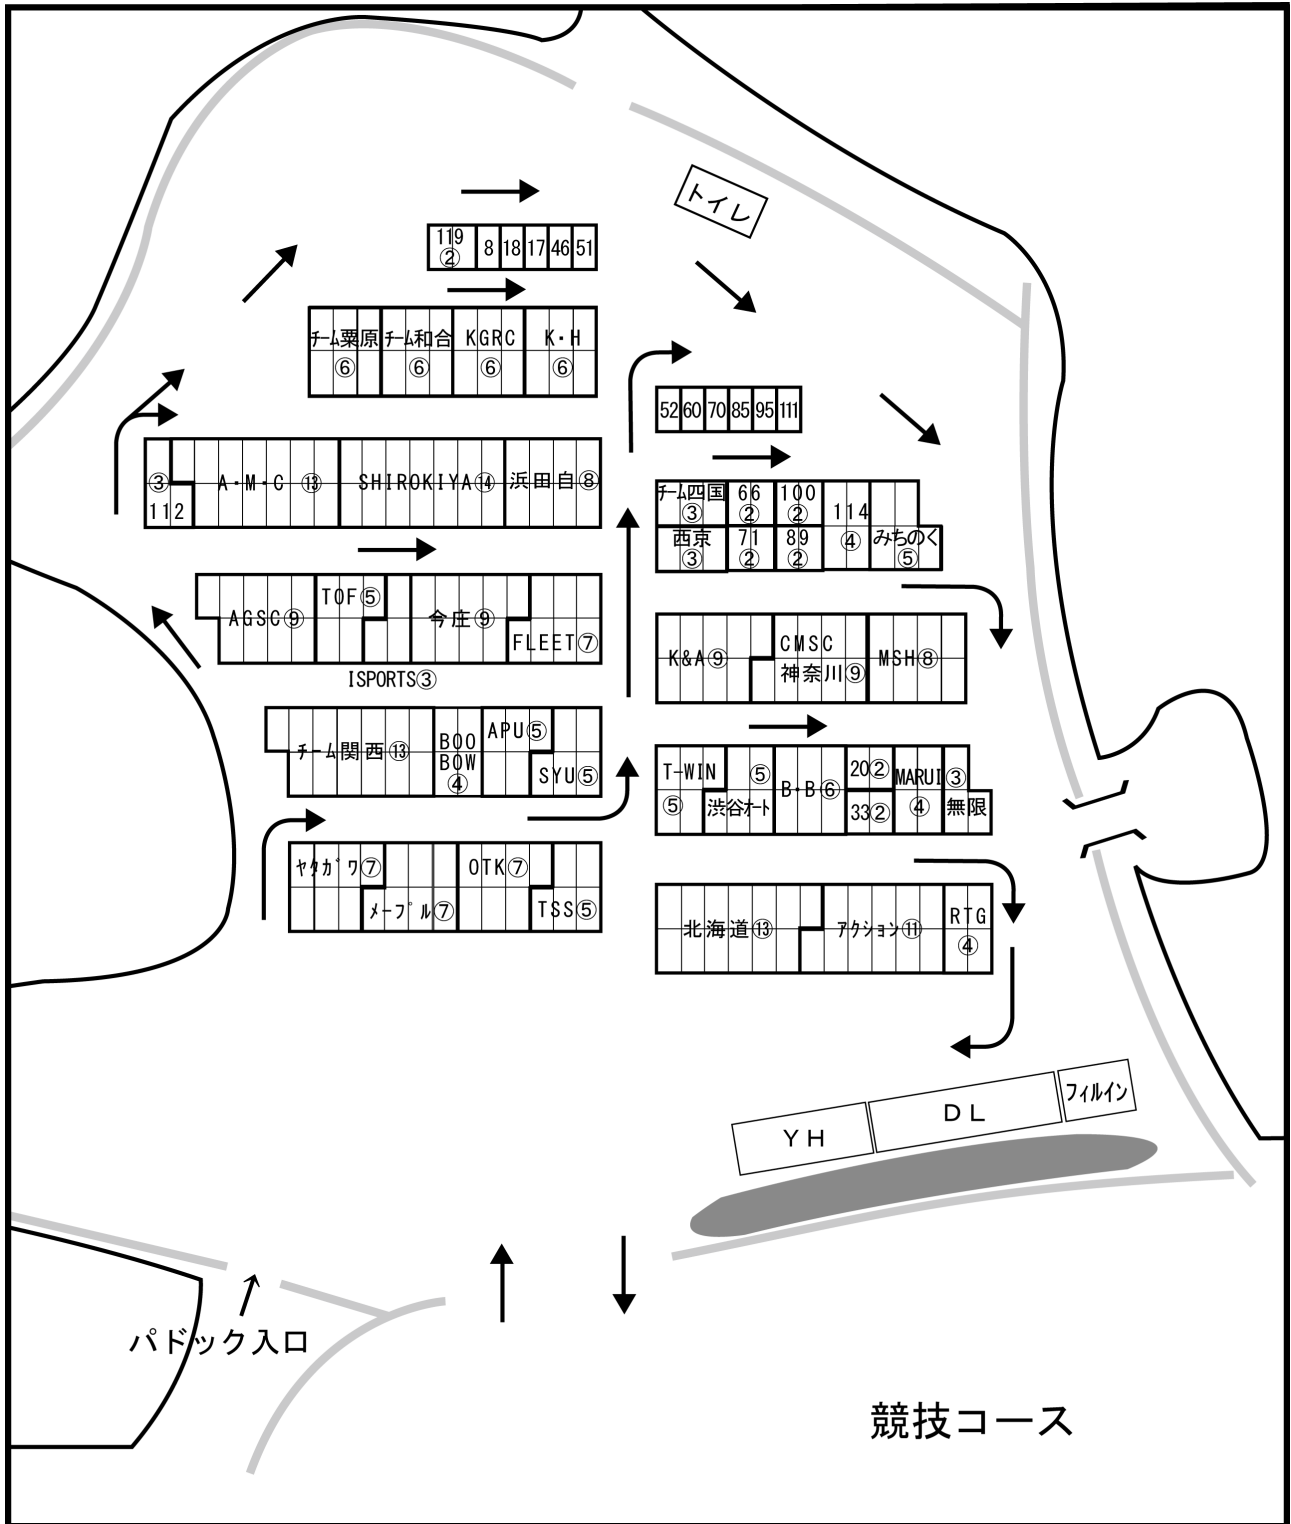 トイレ
119 8 18 17 46 51
②
チーム粟原 チーム和合 KGRC K・H
⑥ ⑥ ⑥ ⑥
52 60 70 85 95 111
③ A・M・C⑬ SHIROKIYA⑭ 浜田自⑧
112
チーム四国 66 100 114
③ ② ② ④
西京 71 89 みちのく
③ ② ② ⑤
AGSC⑨ TOF⑤ 今庄⑨ FLEET⑦
ISPORTS③
K&A⑨ CMSC MSH⑧
神奈川⑨
チーム関西⑬ BOO APU⑤
BOW SYU⑤
④
T-WIN ⑤ B・B⑥ 20② MARUI ③
⑤ 渋谷オート 33② ④ 無限
ヤタガワ⑦ OTK⑦
メープル⑦ TSS⑤
北海道⑬ アクション⑪ RTG
④
YH DL フィルイン
パドック入口
競技コース